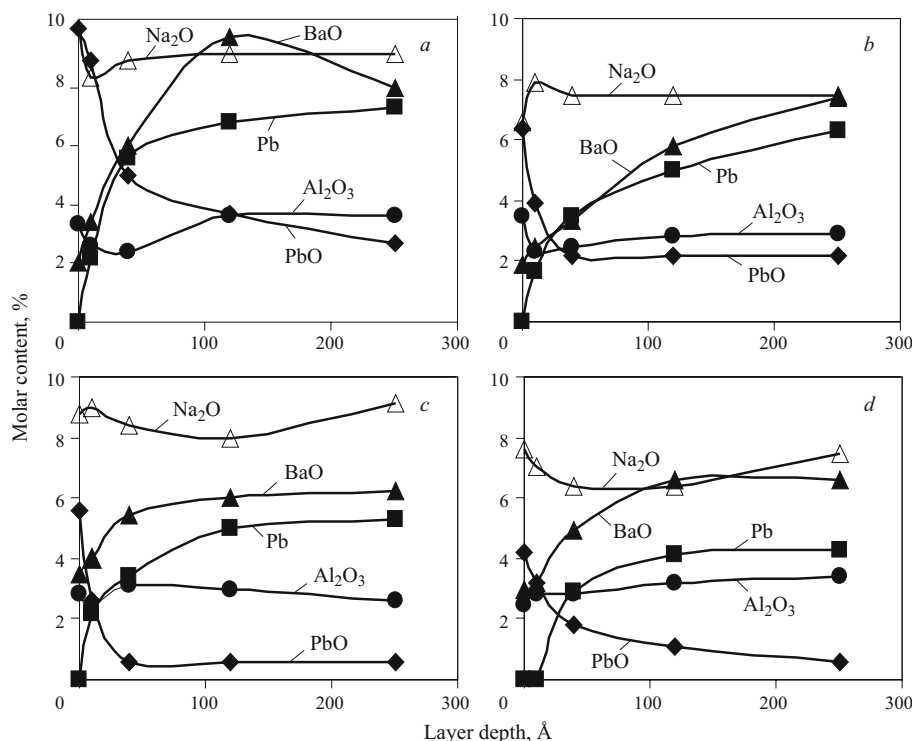 10
8
6
4
2
0
100
200
300
Na₂O
BaO
a
Pb
Al₂O₃
PbO
10
8
6
4
2
0
100
200
300
b
Na₂O
BaO
Pb
Al₂O₃
PbO
Molar content, %
10
8
6
4
2
0
100
200
300
c
Na₂O
BaO
Pb
Al₂O₃
PbO
10
8
6
4
2
0
100
200
300
d
Na₂O
BaO
Pb
Al₂O₃
PbO
Layer depth, Å